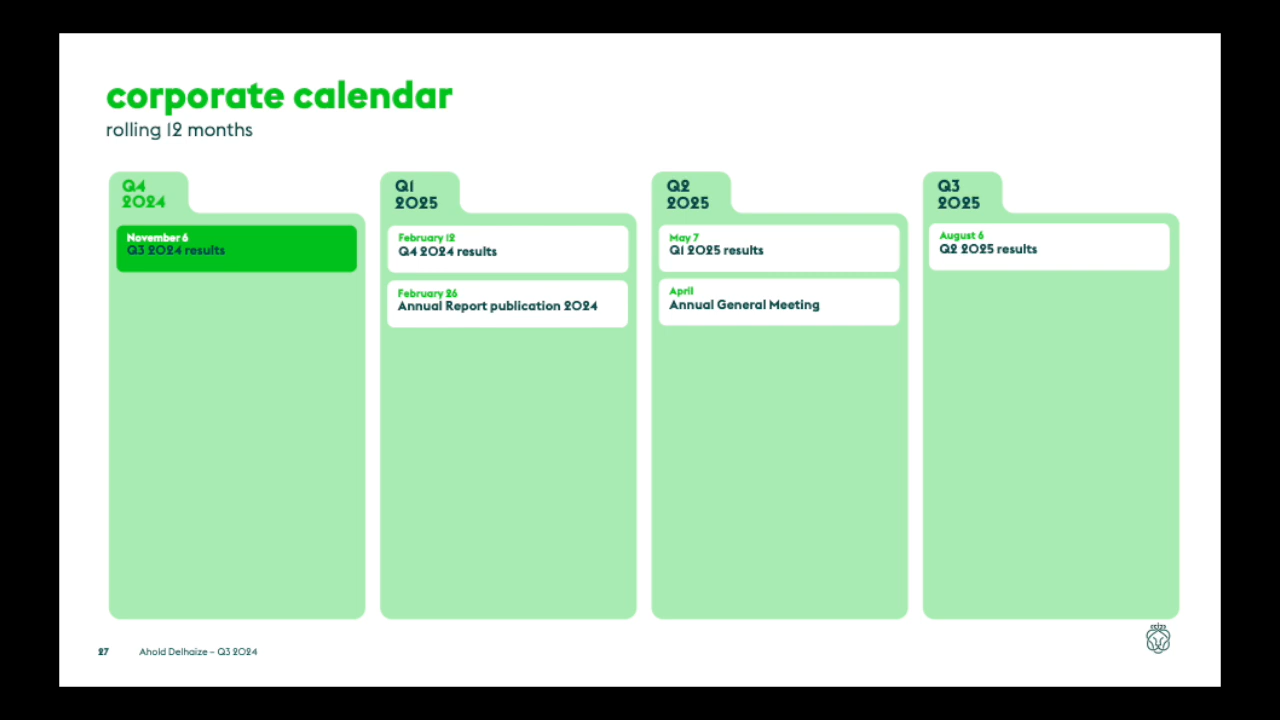 corporate calendar
rolling 12 months
Q4
2024
November 6
Q3 2024 results
Q1
2025
February 12
Q4 2024 results
February 26
Annual Report publication 2024
Q2
2025
May 7
Q1 2025 results
April
Annual General Meeting
Q3
2025
August 6
Q2 2025 results
27
Ahold Delhaize – Q3 2024